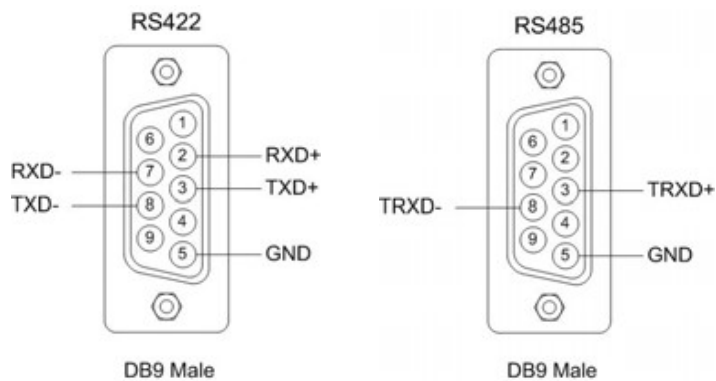 RS422
1
6
2
RXD+
RXD-
7
3
TXD+
TXD-
8
4
9
5
GND
DB9 Male
RS485
1
6
2
7
3
TRXD+
TRXD-
8
4
9
5
GND
DB9 Male